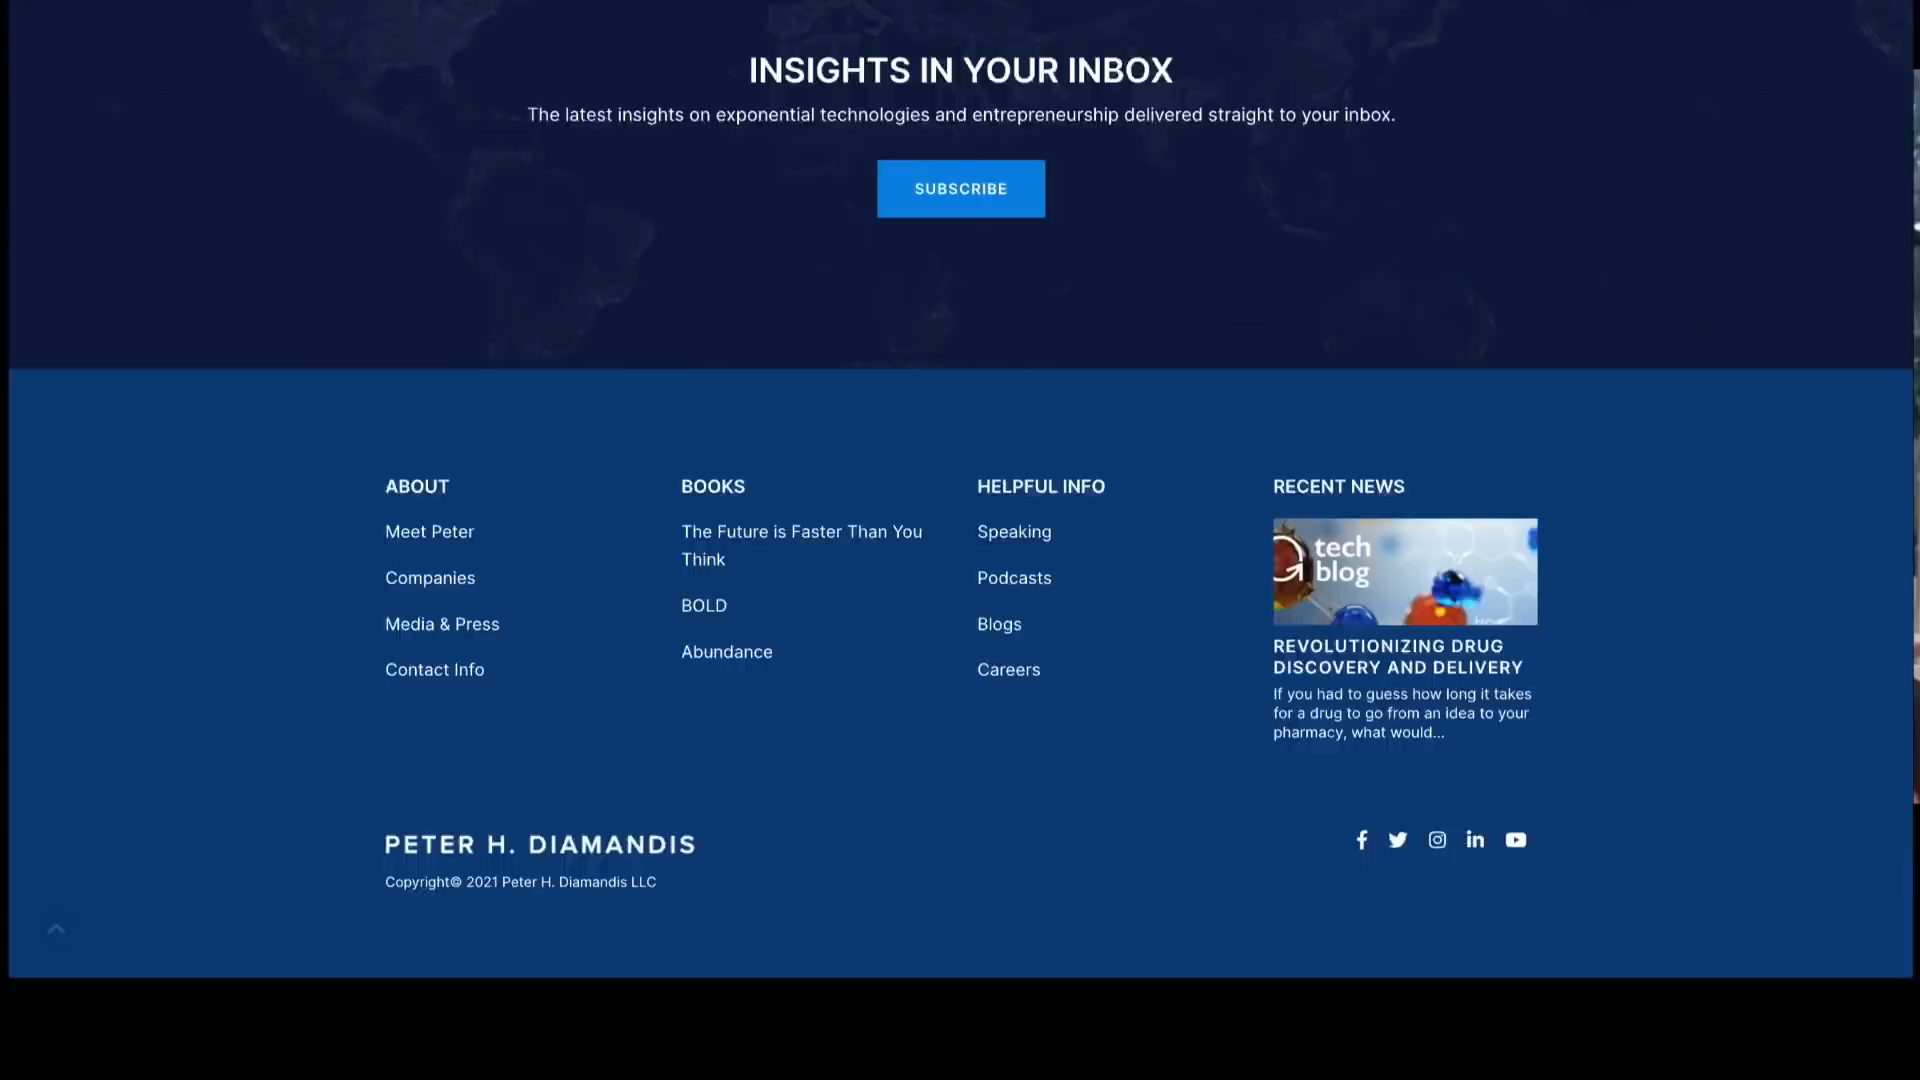 INSIGHTS IN YOUR INBOX
The latest insights on exponential technologies and entrepreneurship delivered straight to your inbox.
SUBSCRIBE
ABOUT
Meet Peter
Companies
Media & Press
Contact Info
BOOKS
The Future is Faster Than You
Think
BOLD
Abundance
HELPFUL INFO
Speaking
Podcasts
Blogs
Careers
RECENT NEWS
tech
blog
REVOLUTIONIZING DRUG
DISCOVERY AND DELIVERY
If you had to guess how long it takes
for a drug to go from an idea to your
pharmacy, what would...
PETER H. DIAMANDIS
Copyright© 2021 Peter H. Diamandis LLC